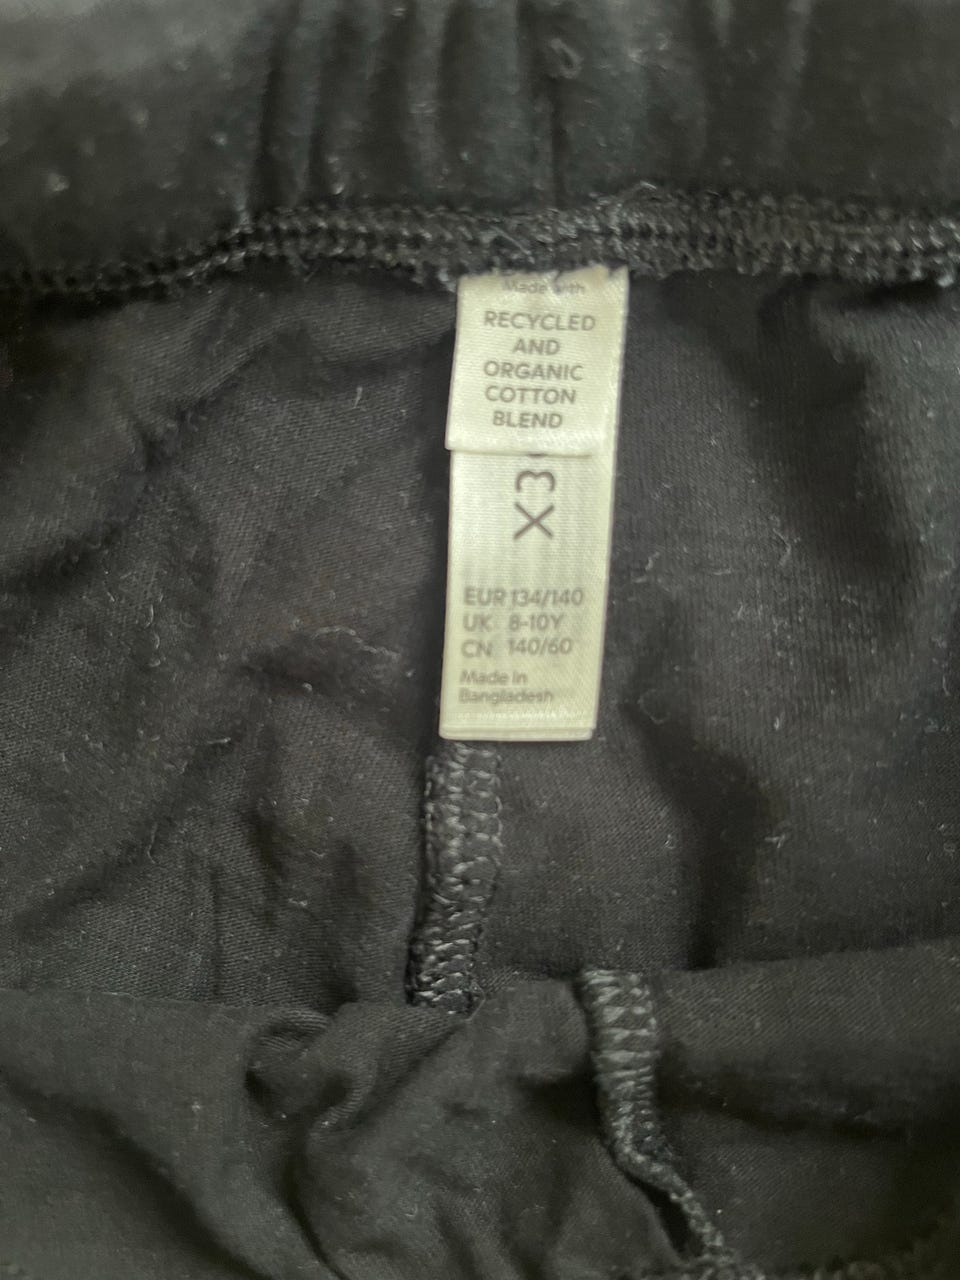 Made with
RECYCLED
AND
ORGANIC
COTTON
BLEND
EUR 134/140
UK 8-10Y
CN 140/60
Made in
Bangladesh